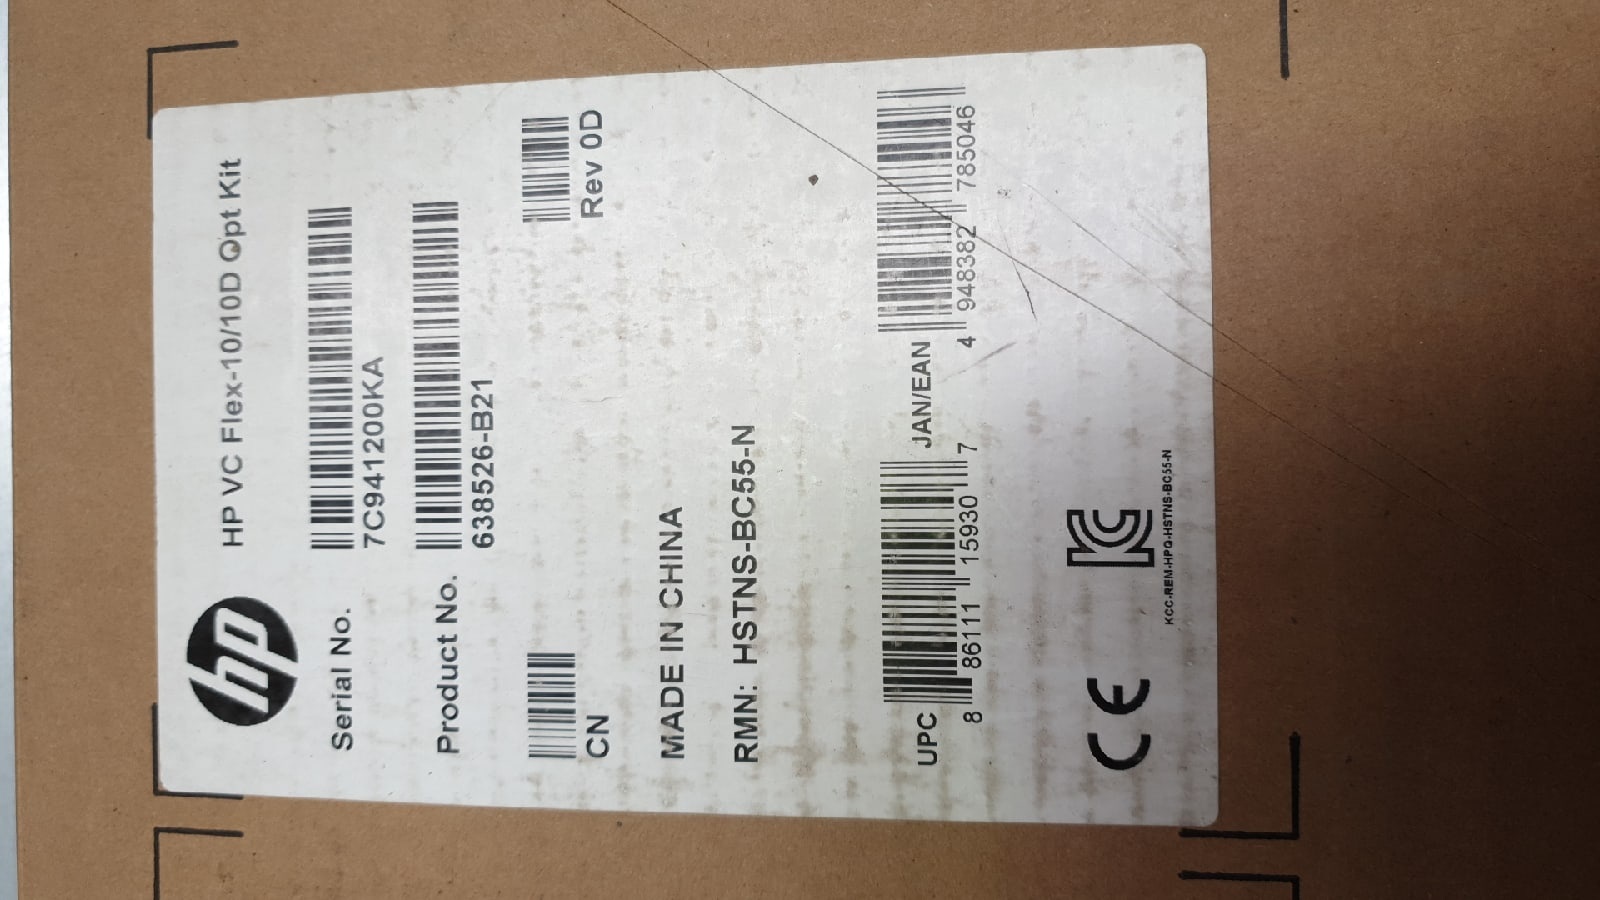 hp
HP VC Flex-10/10D Opt Kit
Serial No.
7C941200KA
Product No.
638526-B21
CN
Rev 0D
MADE IN CHINA
RMN: HSTNS-BC55-N
UPC
8 86111 15930 7
JAN/EAN
4 948382 785046
CE
KC
KCC-REM-HPQ-HSTNS-BC55-N